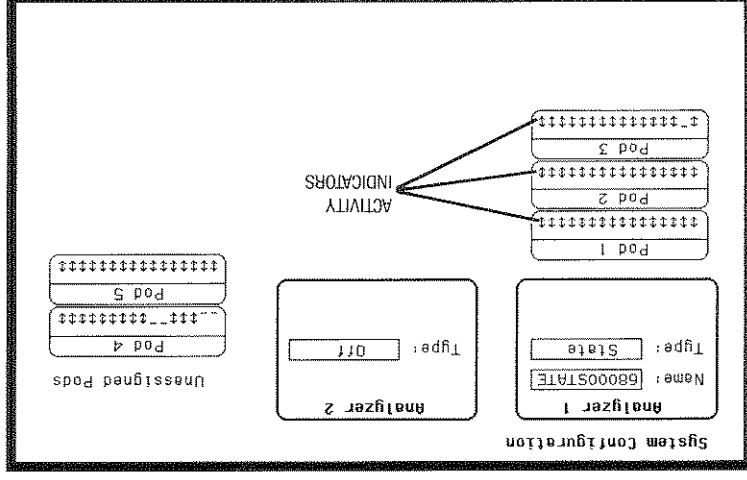 System Configuration
Analyzer 1
Name: 68000STATE
Type: State
Analyzer 2
Type: Off
Unassigned Pods
Pod 4
Pod 5
Pod 1
Pod 2
Pod 3
ACTIVITY
INDICATORS